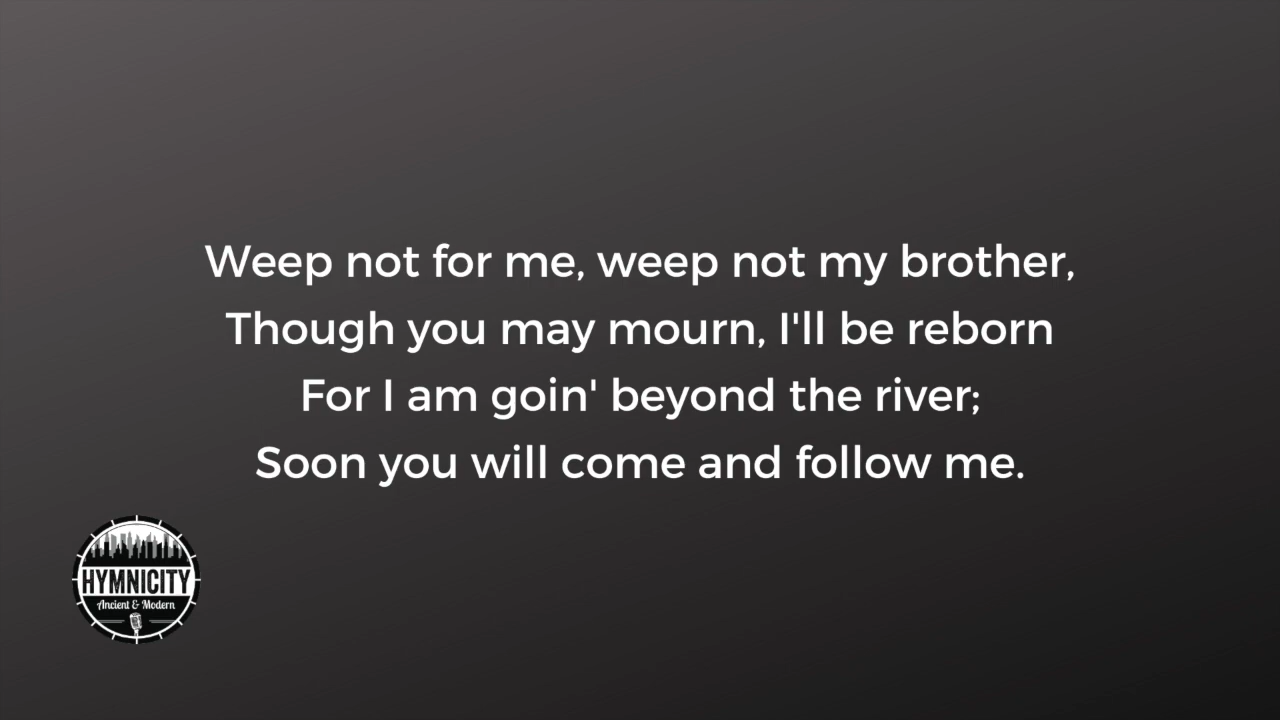 Weep not for me, weep not my brother,
Though you may mourn, I'll be reborn
For I am goin' beyond the river;
Soon you will come and follow me.
HYMNICITY
Ancient & Modern